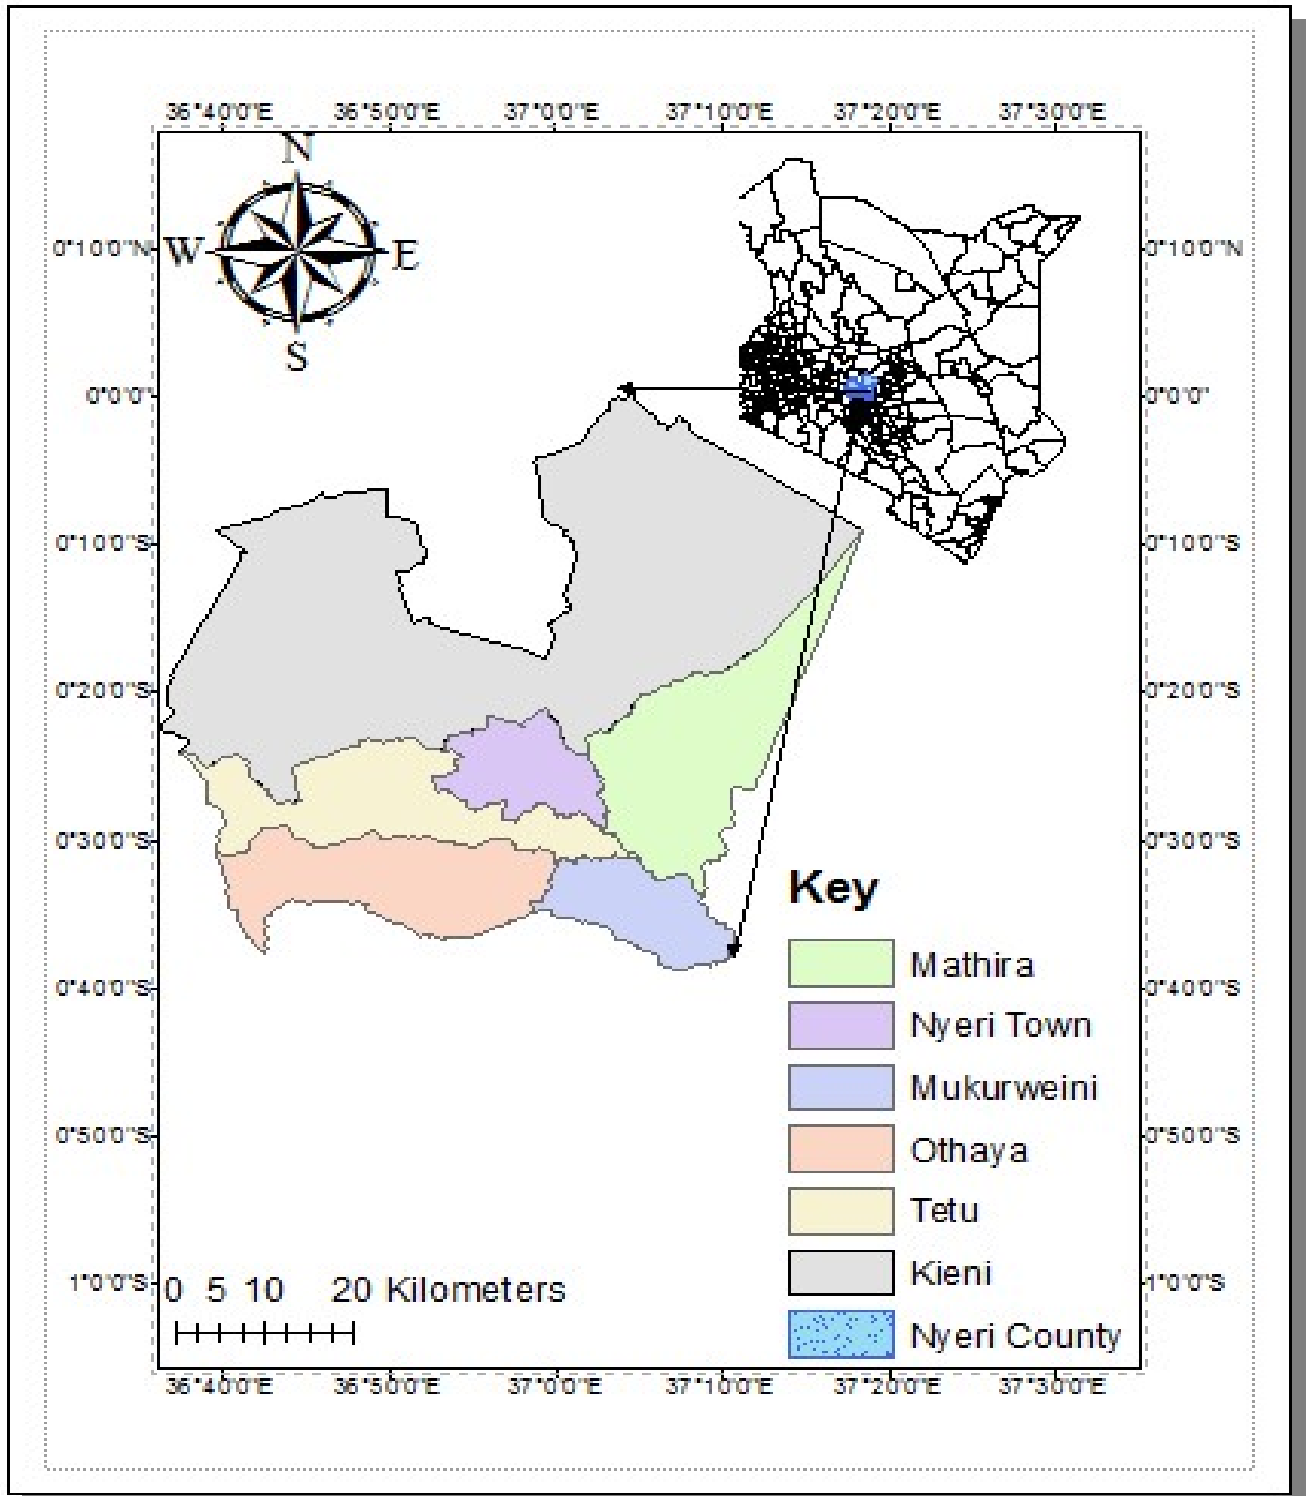 36°40'0"E 36°50'0"E 37°0'0"E 37°10'0"E 37°20'0"E 37°30'0"E
N
W E
S
0°10'0"N 0°10'0"N
0°0'0" 0°0'0"
0°10'0"S 0°10'0"S
0°20'0"S 0°20'0"S
0°30'0"S 0°30'0"S
Key
Mathira
0°40'0"S 0°40'0"S
Nyeri Town
Mukurweini
0°50'0"S 0°50'0"S
Othaya
Tetu
Kieni
1°0'0"S 1°0'0"S
0 5 10 20 Kilometers
Nyeri County
36°40'0"E 36°50'0"E 37°0'0"E 37°10'0"E 37°20'0"E 37°30'0"E